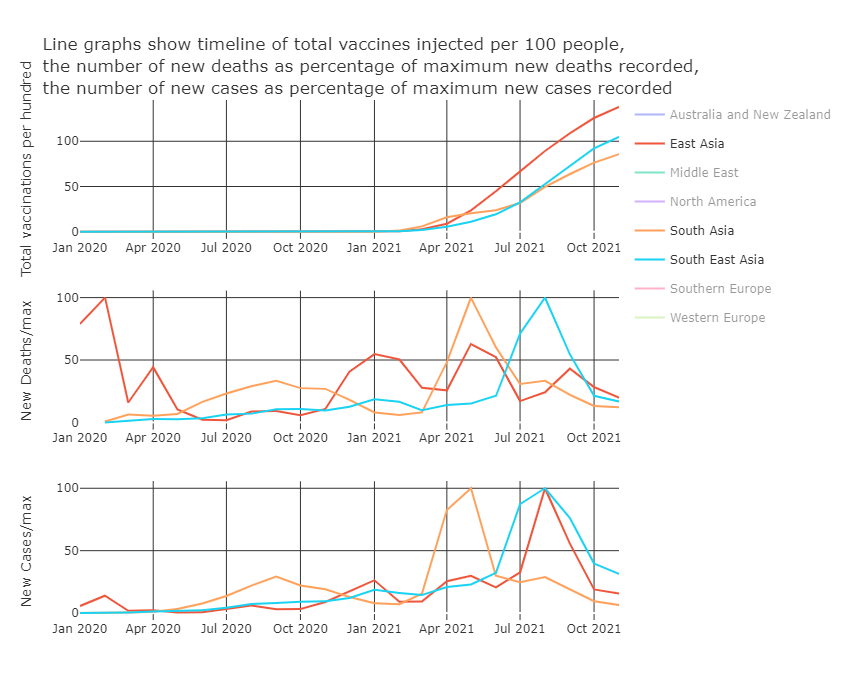 Line graphs show timeline of total vaccines injected per 100 people,
the number of new deaths as percentage of maximum new deaths recorded,
the number of new cases as percentage of maximum new cases recorded
Total vaccinations per hundred
100
50
0
Jan 2020 Apr 2020 Jul 2020 Oct 2020 Jan 2021 Apr 2021 Jul 2021 Oct 2021
New Deaths/max
100
50
0
Jan 2020 Apr 2020 Jul 2020 Oct 2020 Jan 2021 Apr 2021 Jul 2021 Oct 2021
New Cases/max
100
50
0
Jan 2020 Apr 2020 Jul 2020 Oct 2020 Jan 2021 Apr 2021 Jul 2021 Oct 2021
Australia and New Zealand
East Asia
Middle East
North America
South Asia
South East Asia
Southern Europe
Western Europe